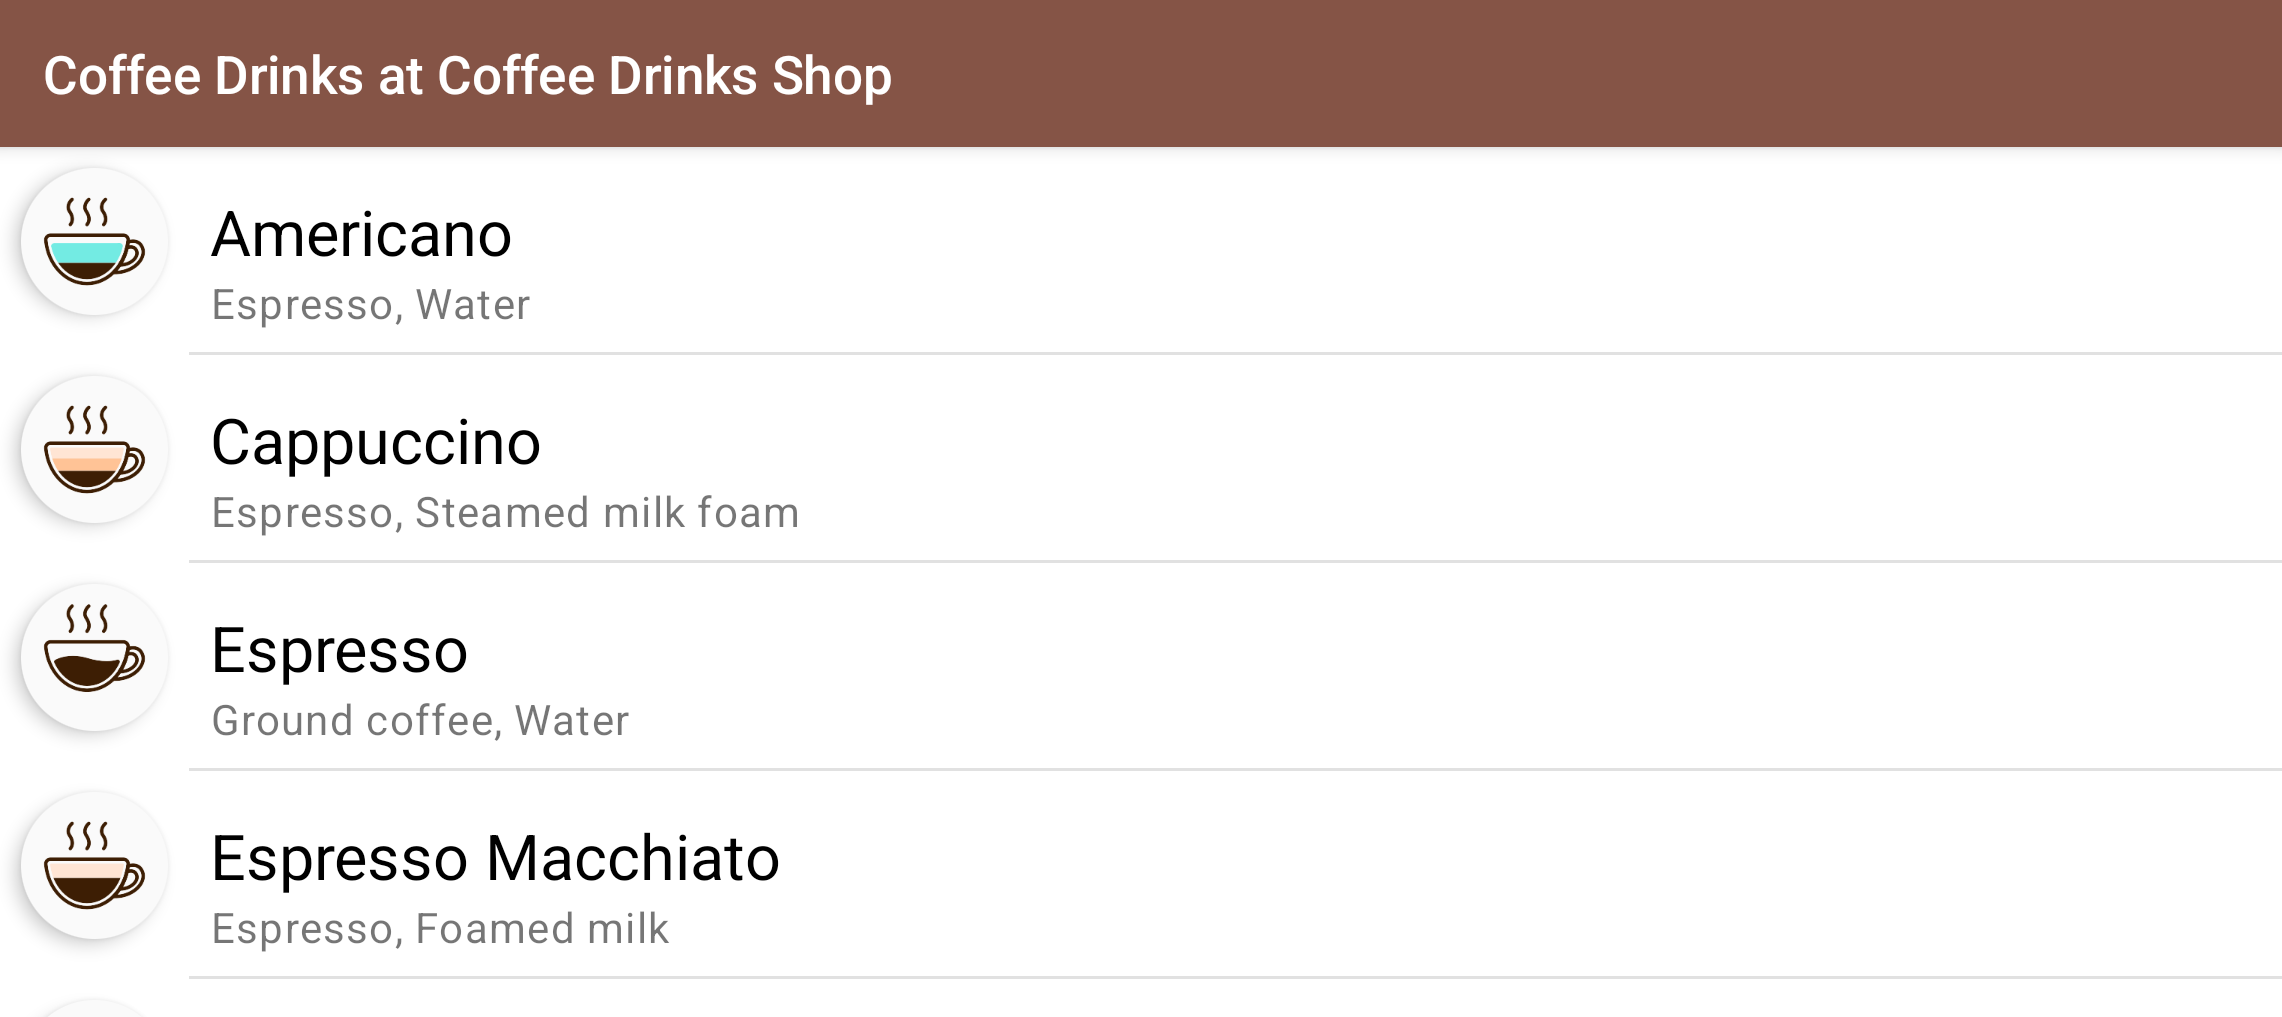 Coffee Drinks at Coffee Drinks Shop
Americano
Espresso, Water
Cappuccino
Espresso, Steamed milk foam
Espresso
Ground coffee, Water
Espresso Macchiato
Espresso, Foamed milk